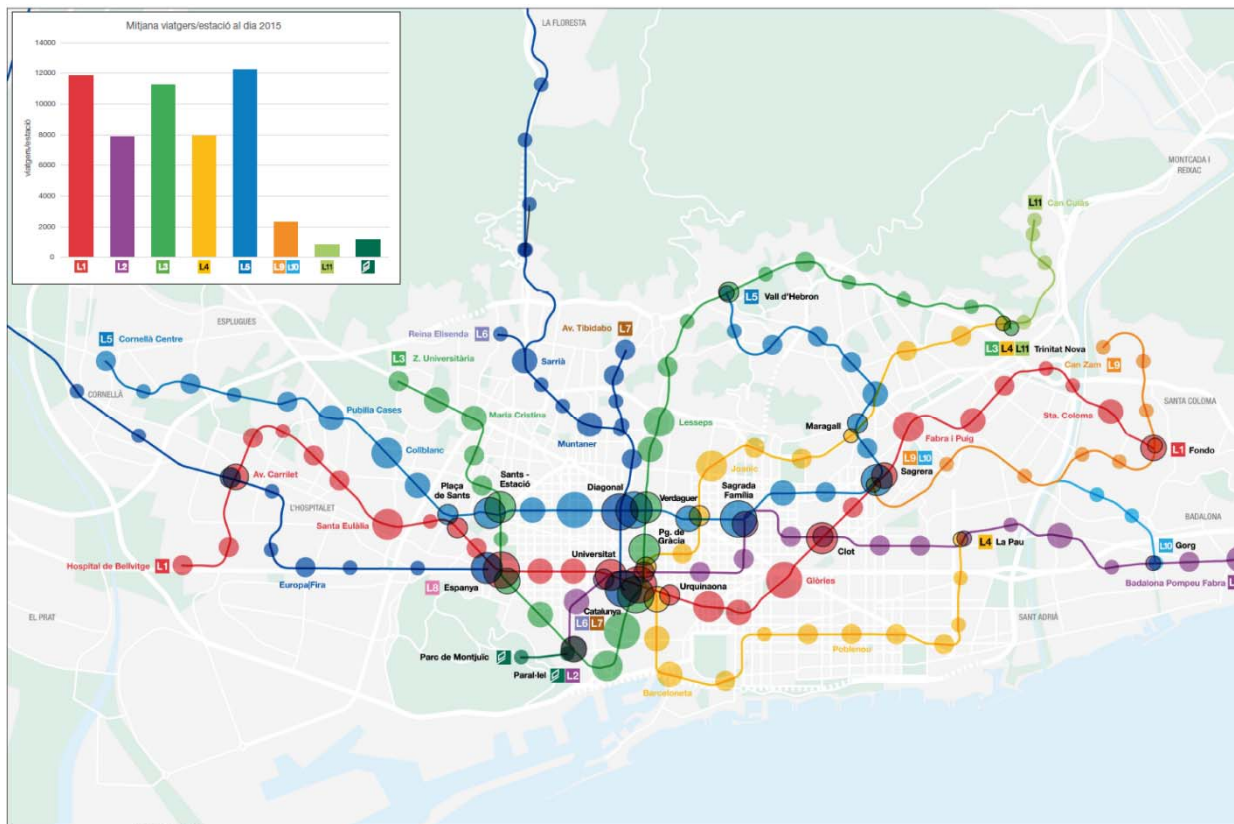 Mitjana viatgers/estació al dia 2015
viatgers/estació
14000
12000
10000
8000
6000
4000
2000
0
L1
L2
L3
L4
L5
L9 L10
L11
LA FLORESTA
MONTCADA I
REIXAC
L11 Can Cuiàs
L5 Vall d'Hebron
ESPLUGUES
Reina Elisenda L6
Av. Tibidabo L7
L5 Cornellà Centre
L3 Z. Universitària
Sarrià
L3 L4 L11 Trinitat Nova
Can Zam L9
CORNELLÀ
SANTA COLOMA
Pubilla Cases
Maria Cristina
Lesseps
Maragall
Sta. Coloma
Muntaner
Fabra i Puig
Collblanc
L1 Fondo
Joanic
L9 L10
Sagrera
Av. Carrilet
Plaça
de Sants
Sants -
Estació
Diagonal
Verdaguer
Sagrada
Família
L'HOSPITALET
Santa Eulàlia
Pg. de
Gràcia
BADALONA
Clot
L4 La Pau
L10 Gorg
Hospital de Bellvitge L1
Europa|Fira
Universitat
L8 Espanya
Urquinaona
Glòries
Badalona Pompeu Fabra
Catalunya
L6 L7
EL PRAT
SANT ADRIÀ
Parc de Montjuïc
Poblenou
Paral·lel L2
Barceloneta